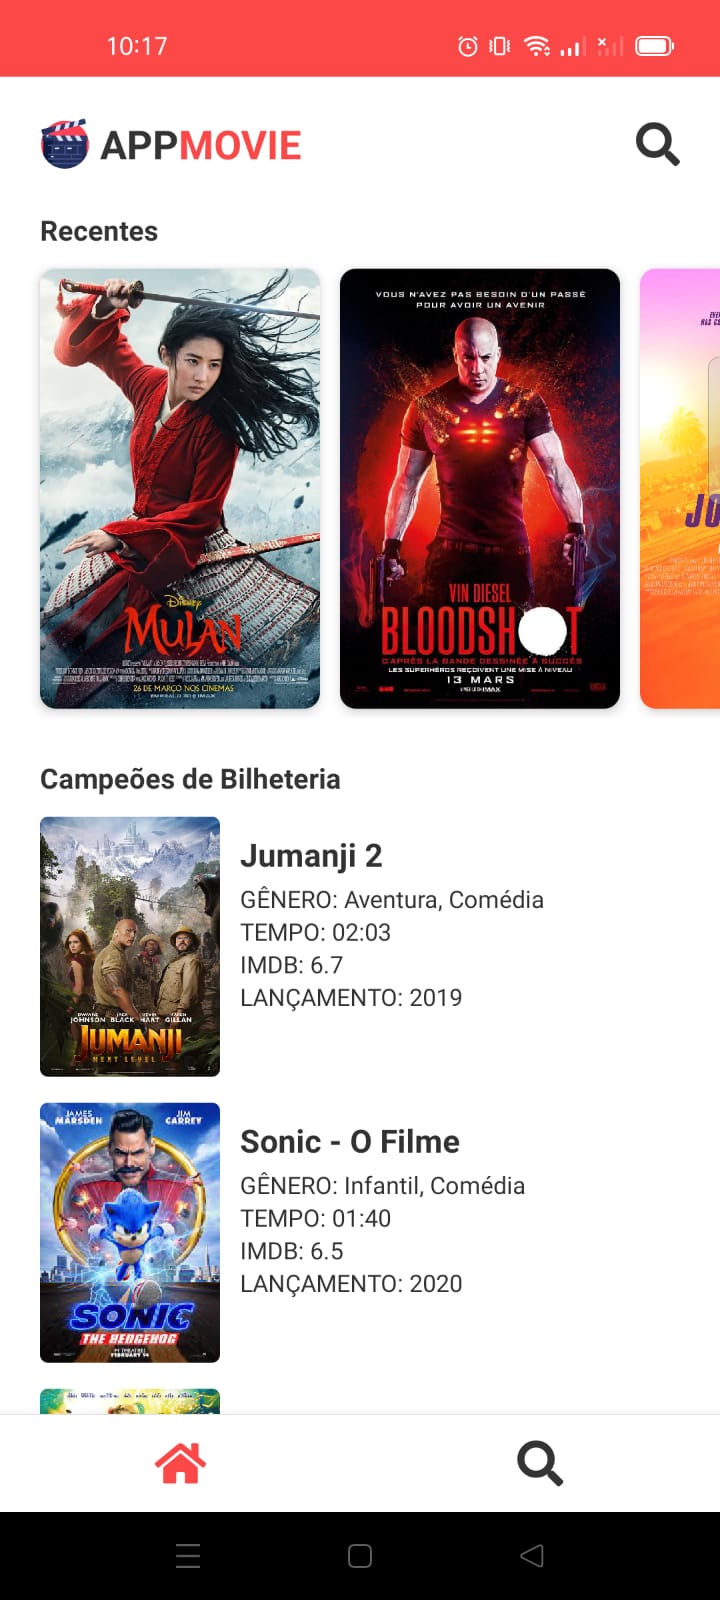 10:17
APPMOVIE
Recentes
Disney
MULAN
26 DE MARÇO NOS CINEMAS
VOUS N'AVEZ PAS BESOIN D'UN PASSÉ
POUR AVOIR UN AVENIR
VIN DIESEL
BLOODSHOT
D'APRÈS LA BANDE DESSINÉE À SUCCÈS
LES SUPERHÉROS REÇOIVENT UNE MISE À NIVEAU
13 MARS
JO
Campeões de Bilheteria
DWAYNE JOHNSON JACK BLACK KEVIN HART KAREN GILLAN
JUMANJI
NEXT LEVEL
Jumanji 2
GÊNERO: Aventura, Comédia
TEMPO: 02:03
IMDB: 6.7
LANÇAMENTO: 2019
JAMES MARSDEN
JIM CARREY
SONIC
THE HEDGEHOG
IN THEATRES
FEBRUARY 14
Sonic - O Filme
GÊNERO: Infantil, Comédia
TEMPO: 01:40
IMDB: 6.5
LANÇAMENTO: 2020